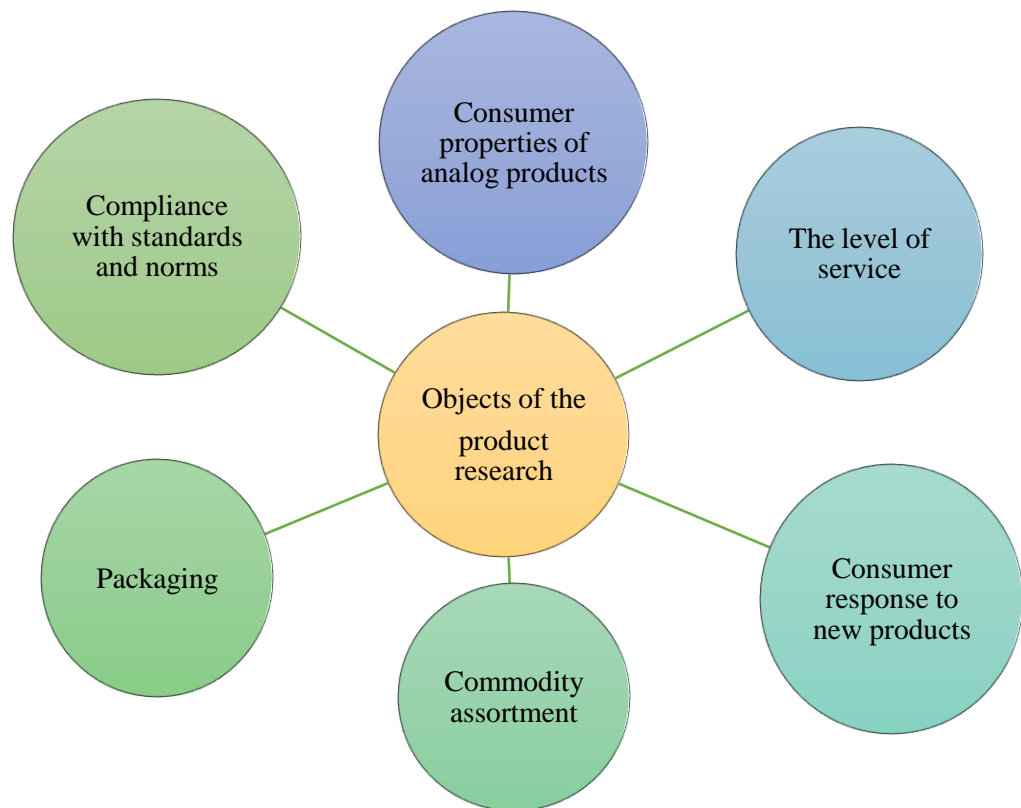 Consumer
properties of
analog products
Compliance
with standards
and norms
The level of
service
Objects of the
product
research
Packaging
Consumer
response to
new products
Commodity
assortment